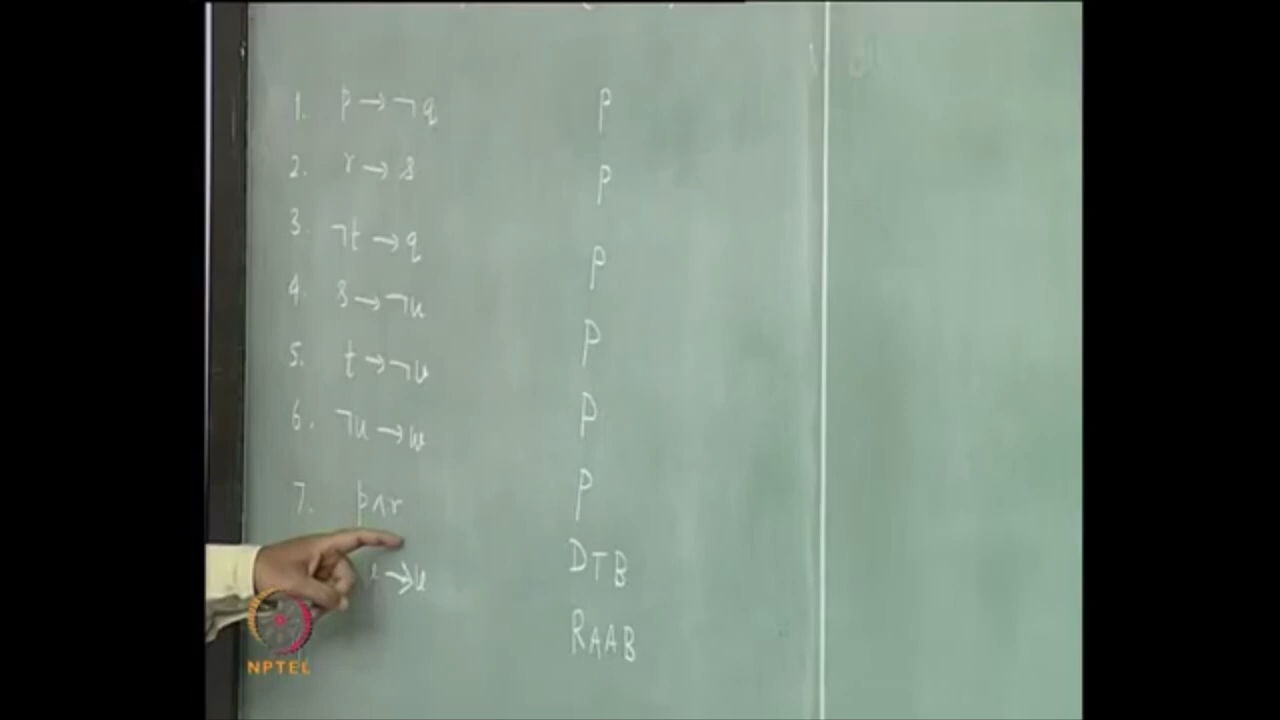 1. p → ¬q P
2. r → s P
3. ¬t → q P
4. s → ¬u P
5. t → ¬v P
6. ¬u → w P
7. p ∧ r DTB
→ RAAB
NPTEL